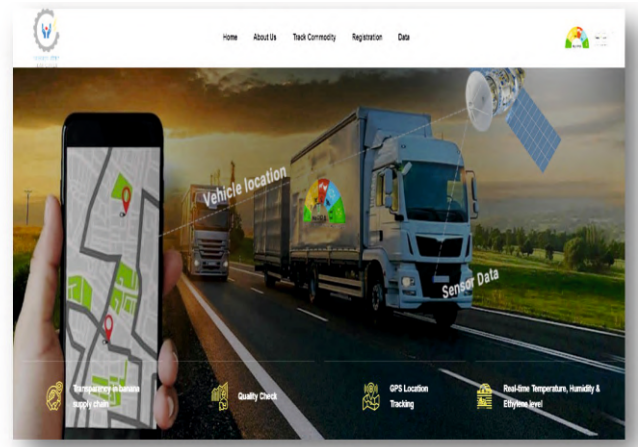 Home About Us Track Commodity Registration Data
Vehicle location
Sensor Data
Transparency in banana
supply chain
Quality Check
GPS Location
Tracking
Real-time Temperature, Humidity &
Ethylene level